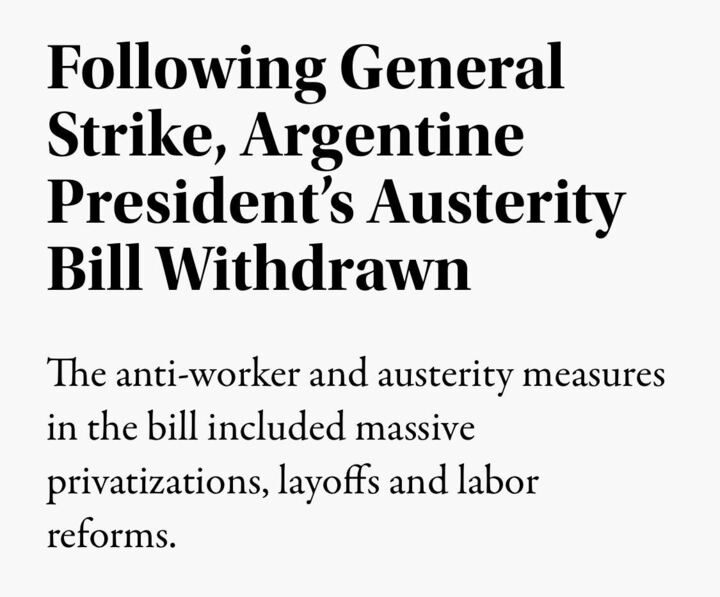 Following General
Strike, Argentine
President’s Austerity
Bill Withdrawn
The anti-worker and austerity measures
in the bill included massive
privatizations, layoffs and labor
reforms.